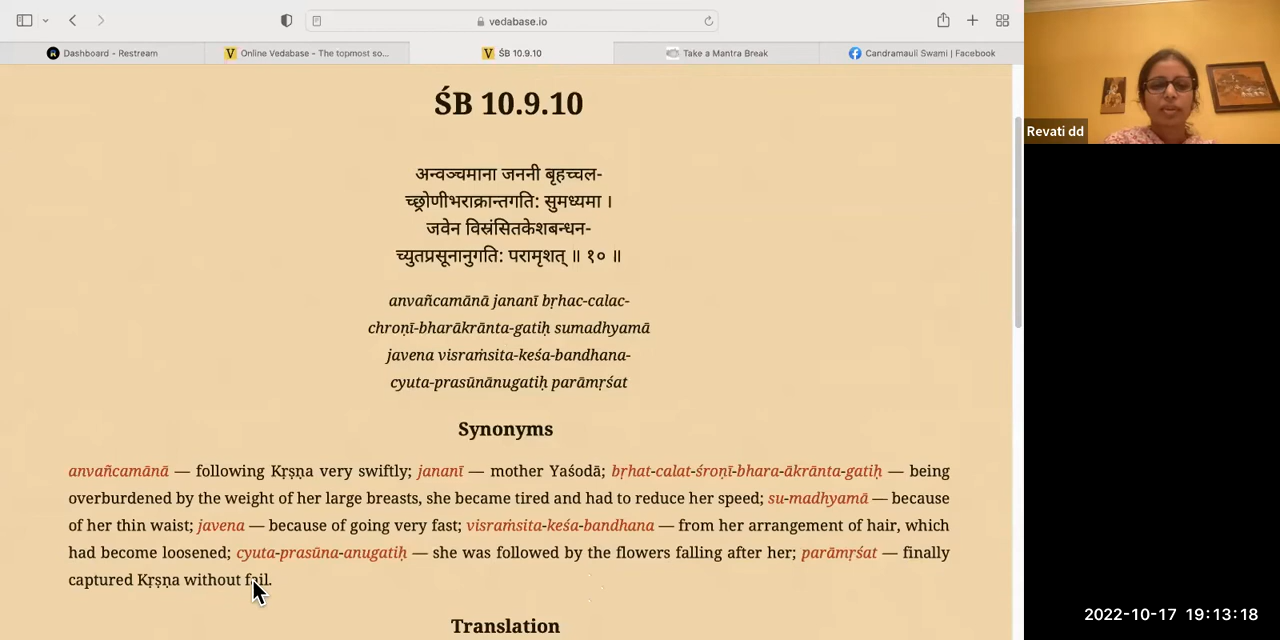 vedabase.io
Dashboard - Restream
Online Vedabase - The topmost so...
ŚB 10.9.10
Take a Mantra Break
Candramauli Swami | Facebook
ŚB 10.9.10
अन्वञ्चमाना जननी बृहच्चल-
च्छ्रोणीभराक्रान्तगति: सुमध्यमा ।
जवेन विस्रंसितकेशबन्धन-
च्युतप्रसूनानुगति: परामृशत् ॥ १० ॥
anvañcamānā jananī bṛhac-calac-
chroṇī-bharākrānta-gatiḥ sumadhyamā
javena visraṁsita-keśa-bandhana-
cyuta-prasūnānugatiḥ parāmṛśat
Synonyms
anvañcamānā — following Kṛṣṇa very swiftly; jananī — mother Yaśodā; bṛhat-calat-śroṇī-bhara-ākrānta-gatiḥ — being
overburdened by the weight of her large breasts, she became tired and had to reduce her speed; su-madhyamā — because
of her thin waist; javena — because of going very fast; visraṁsita-keśa-bandhana — from her arrangement of hair, which
had become loosened; cyuta-prasūna-anugatiḥ — she was followed by the flowers falling after her; parāmṛśat — finally
captured Kṛṣṇa without fail.
Translation
Revati dd
2022-10-17 19:13:18